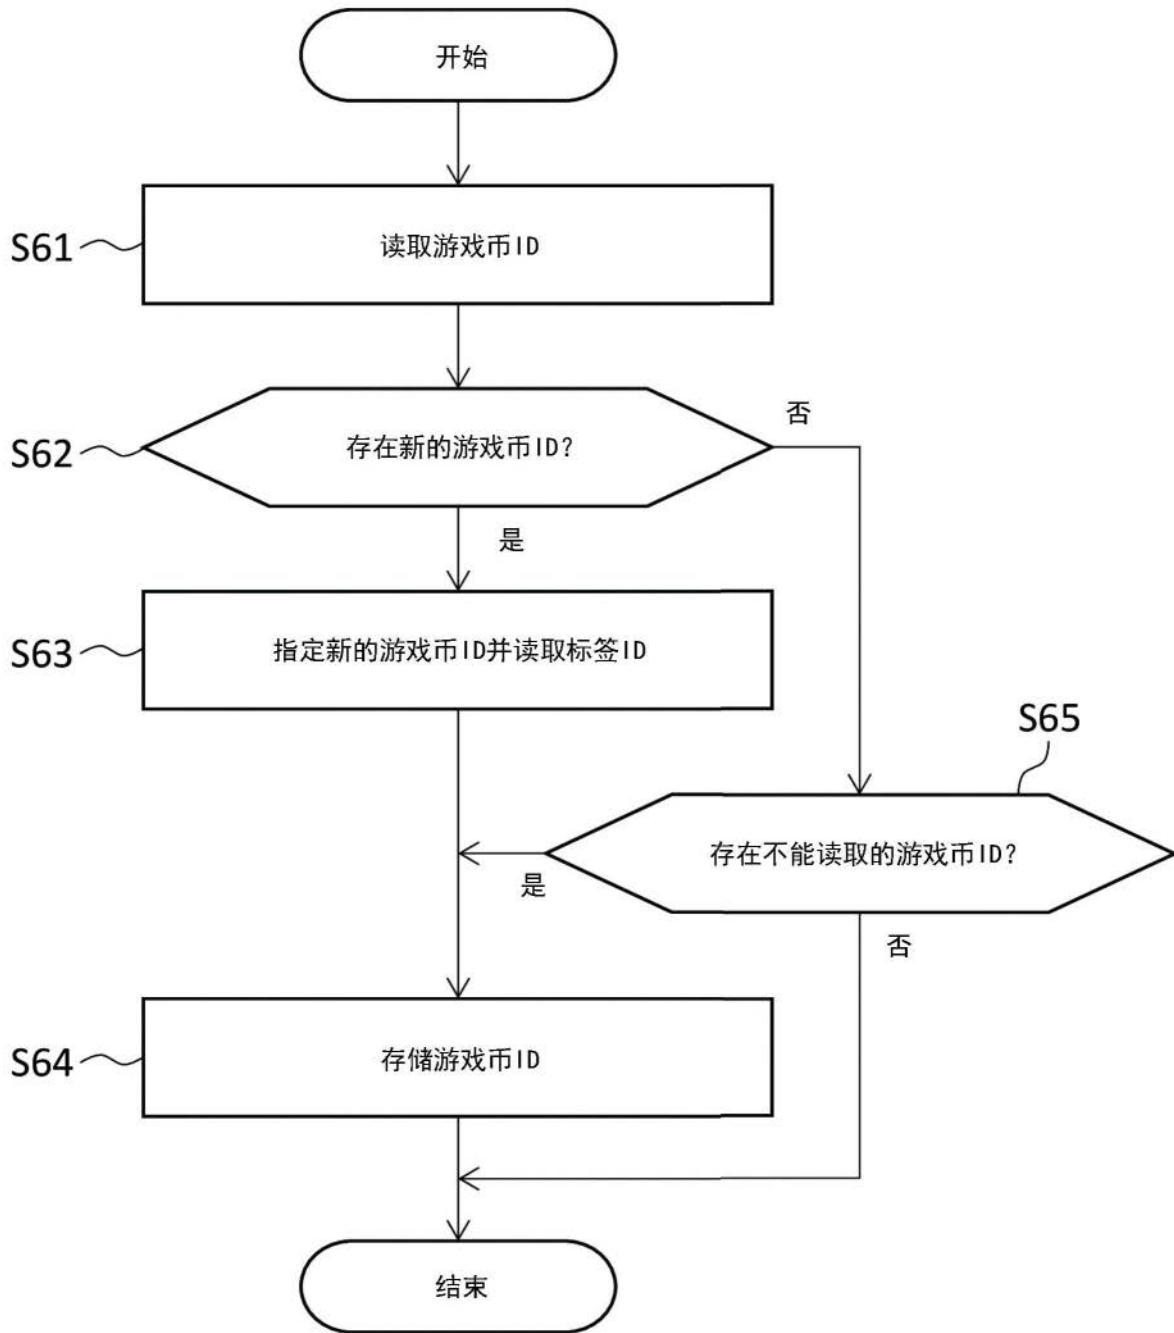 开始
S61
读取游戏币ID
S62
存在新的游戏币ID?
否
是
S63
指定新的游戏币ID并读取标签ID
S65
存在不能读取的游戏币ID?
是
否
S64
存储游戏币ID
结束